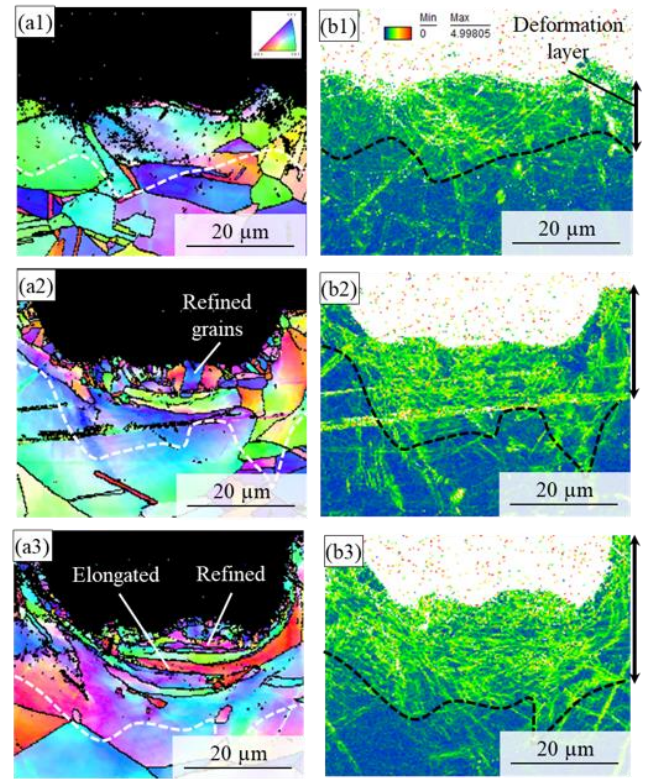 (a1)
20 µm
(b1)
Min Max
0 4.99805
Deformation
layer
20 µm
(a2)
Refined
grains
20 µm
(b2)
20 µm
(a3)
Elongated Refined
20 µm
(b3)
20 µm